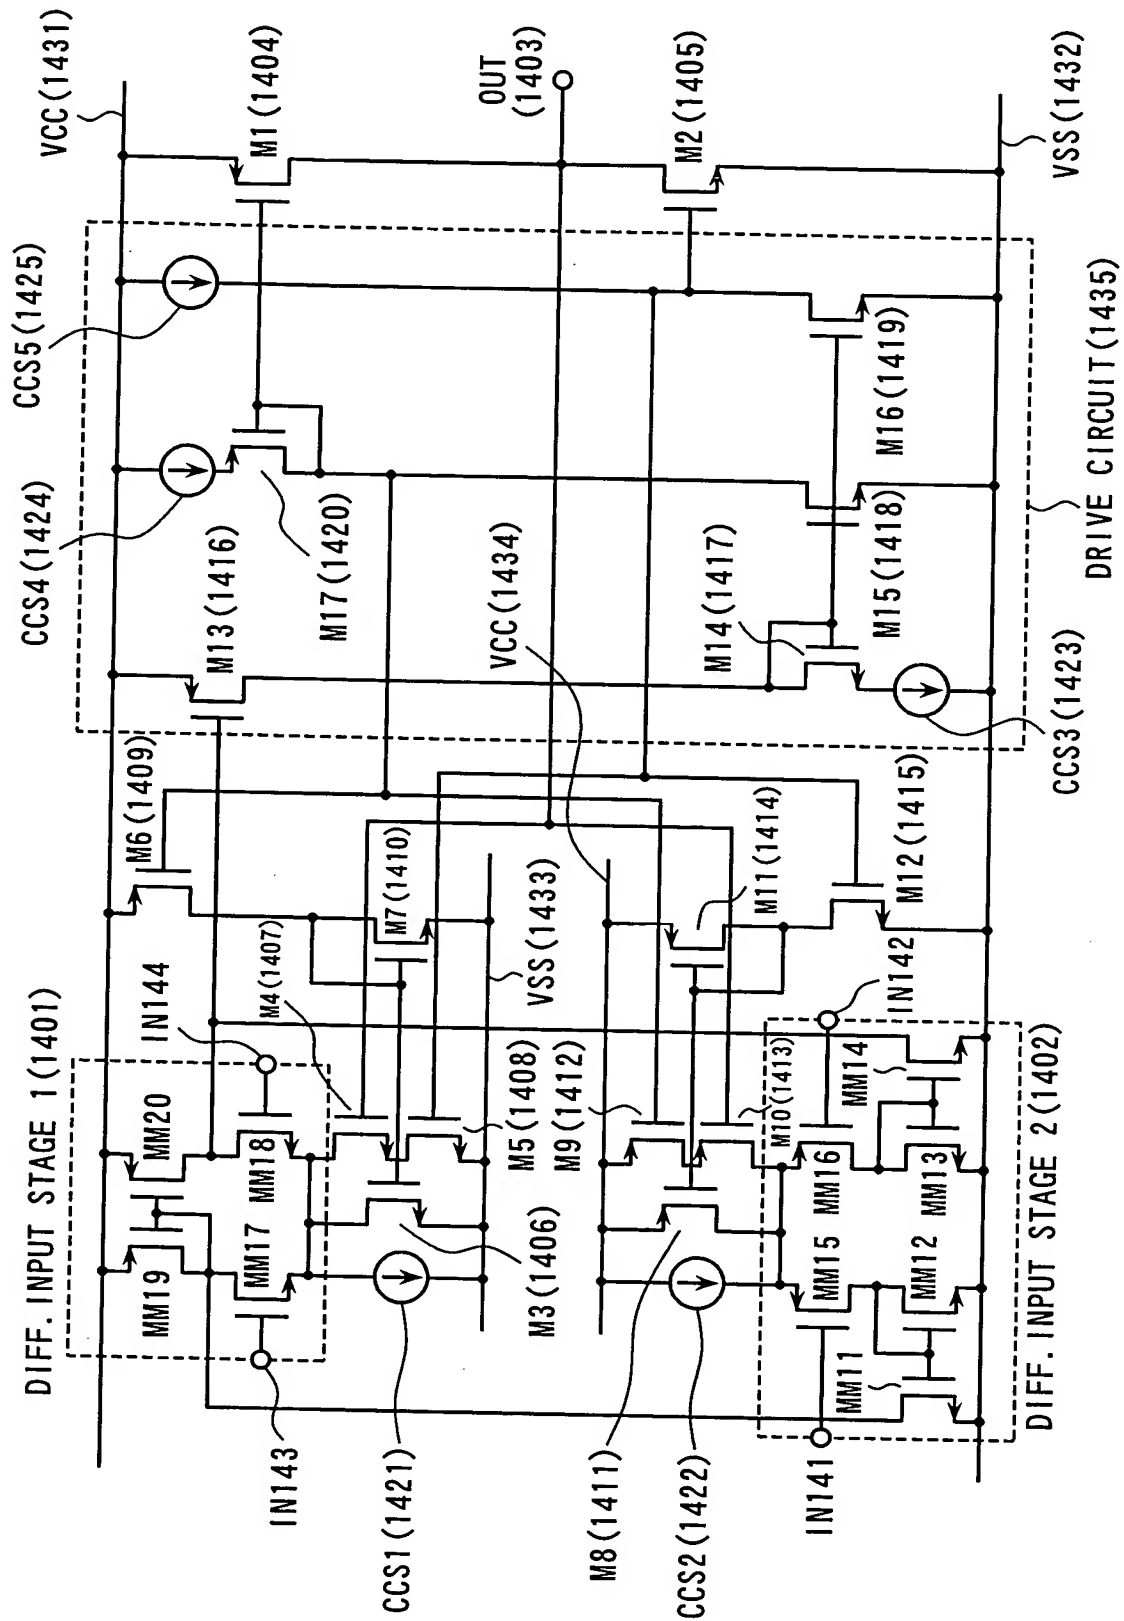 DIFF. INPUT STAGE 1(1401)
MM19
MM20
MM17
MM18
IN143
IN144
M6(1409)
M4(1407)
M7(1410)
CCS1(1421)
M3(1406)
M5(1408)
VSS(1433)
VCC(1434)
M8(1411)
CCS2(1422)
M9(1412)
M10(1413)
M11(1414)
M12(1415)
IN141
IN142
MM15
MM16
MM11
MM12
MM13
MM14
DIFF. INPUT STAGE 2(1402)
CCS4(1424)
CCS5(1425)
M13(1416)
M17(1420)
M14(1417)
M15(1418)
M16(1419)
CCS3(1423)
DRIVE CIRCUIT(1435)
VCC(1431)
M1(1404)
OUT
(1403)
M2(1405)
VSS(1432)